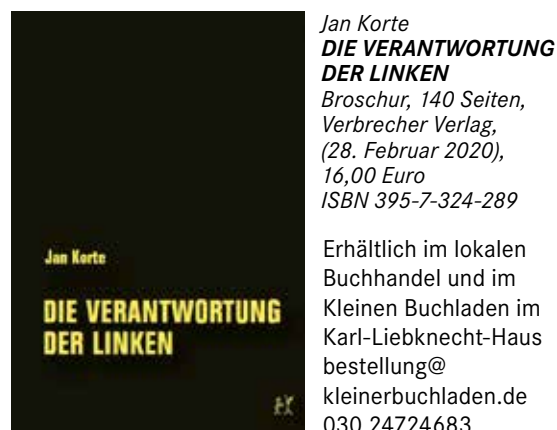 Jan Korte
DIE VERANTWORTUNG
DER LINKEN
Jan Korte
DIE VERANTWORTUNG
DER LINKEN
Broschur, 140 Seiten,
Verbrecher Verlag,
(28. Februar 2020),
16,00 Euro
ISBN 395-7-324-289
Erhältlich im lokalen
Buchhandel und im
Kleinen Buchladen im
Karl-Liebknecht-Haus
bestellung@
kleinerbuchladen.de
030 24724683